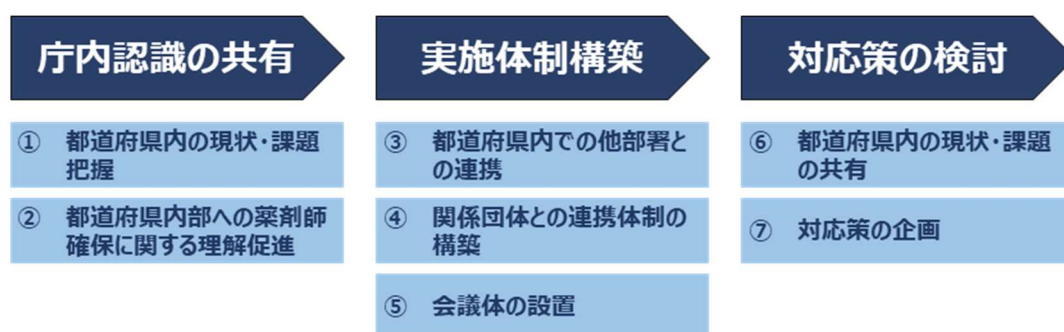 庁内認識の共有
① 都道府県内の現状・課題
把握
② 都道府県内部への薬剤師
確保に関する理解促進
実施体制構築
③ 都道府県内での他部署と
の連携
④ 関係団体との連携体制の
構築
⑤ 会議体の設置
対応策の検討
⑥ 都道府県内の現状・課題
の共有
⑦ 対応策の企画